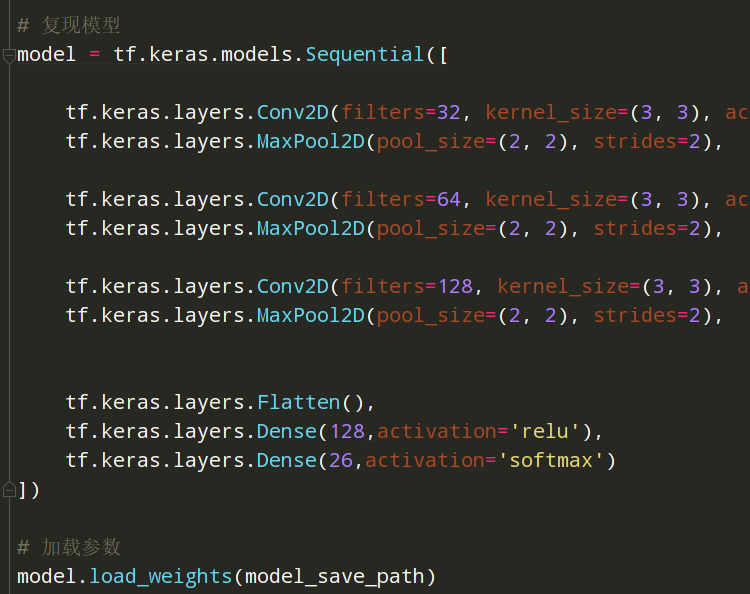 # 复现模型
model = tf.keras.models.Sequential([
tf.keras.layers.Conv2D(filters=32, kernel_size=(3, 3), ac
tf.keras.layers.MaxPool2D(pool_size=(2, 2), strides=2),
tf.keras.layers.Conv2D(filters=64, kernel_size=(3, 3), ac
tf.keras.layers.MaxPool2D(pool_size=(2, 2), strides=2),
tf.keras.layers.Conv2D(filters=128, kernel_size=(3, 3), a
tf.keras.layers.MaxPool2D(pool_size=(2, 2), strides=2),
tf.keras.layers.Flatten(),
tf.keras.layers.Dense(128,activation='relu'),
tf.keras.layers.Dense(26,activation='softmax')
])
# 加载参数
model.load_weights(model_save_path)